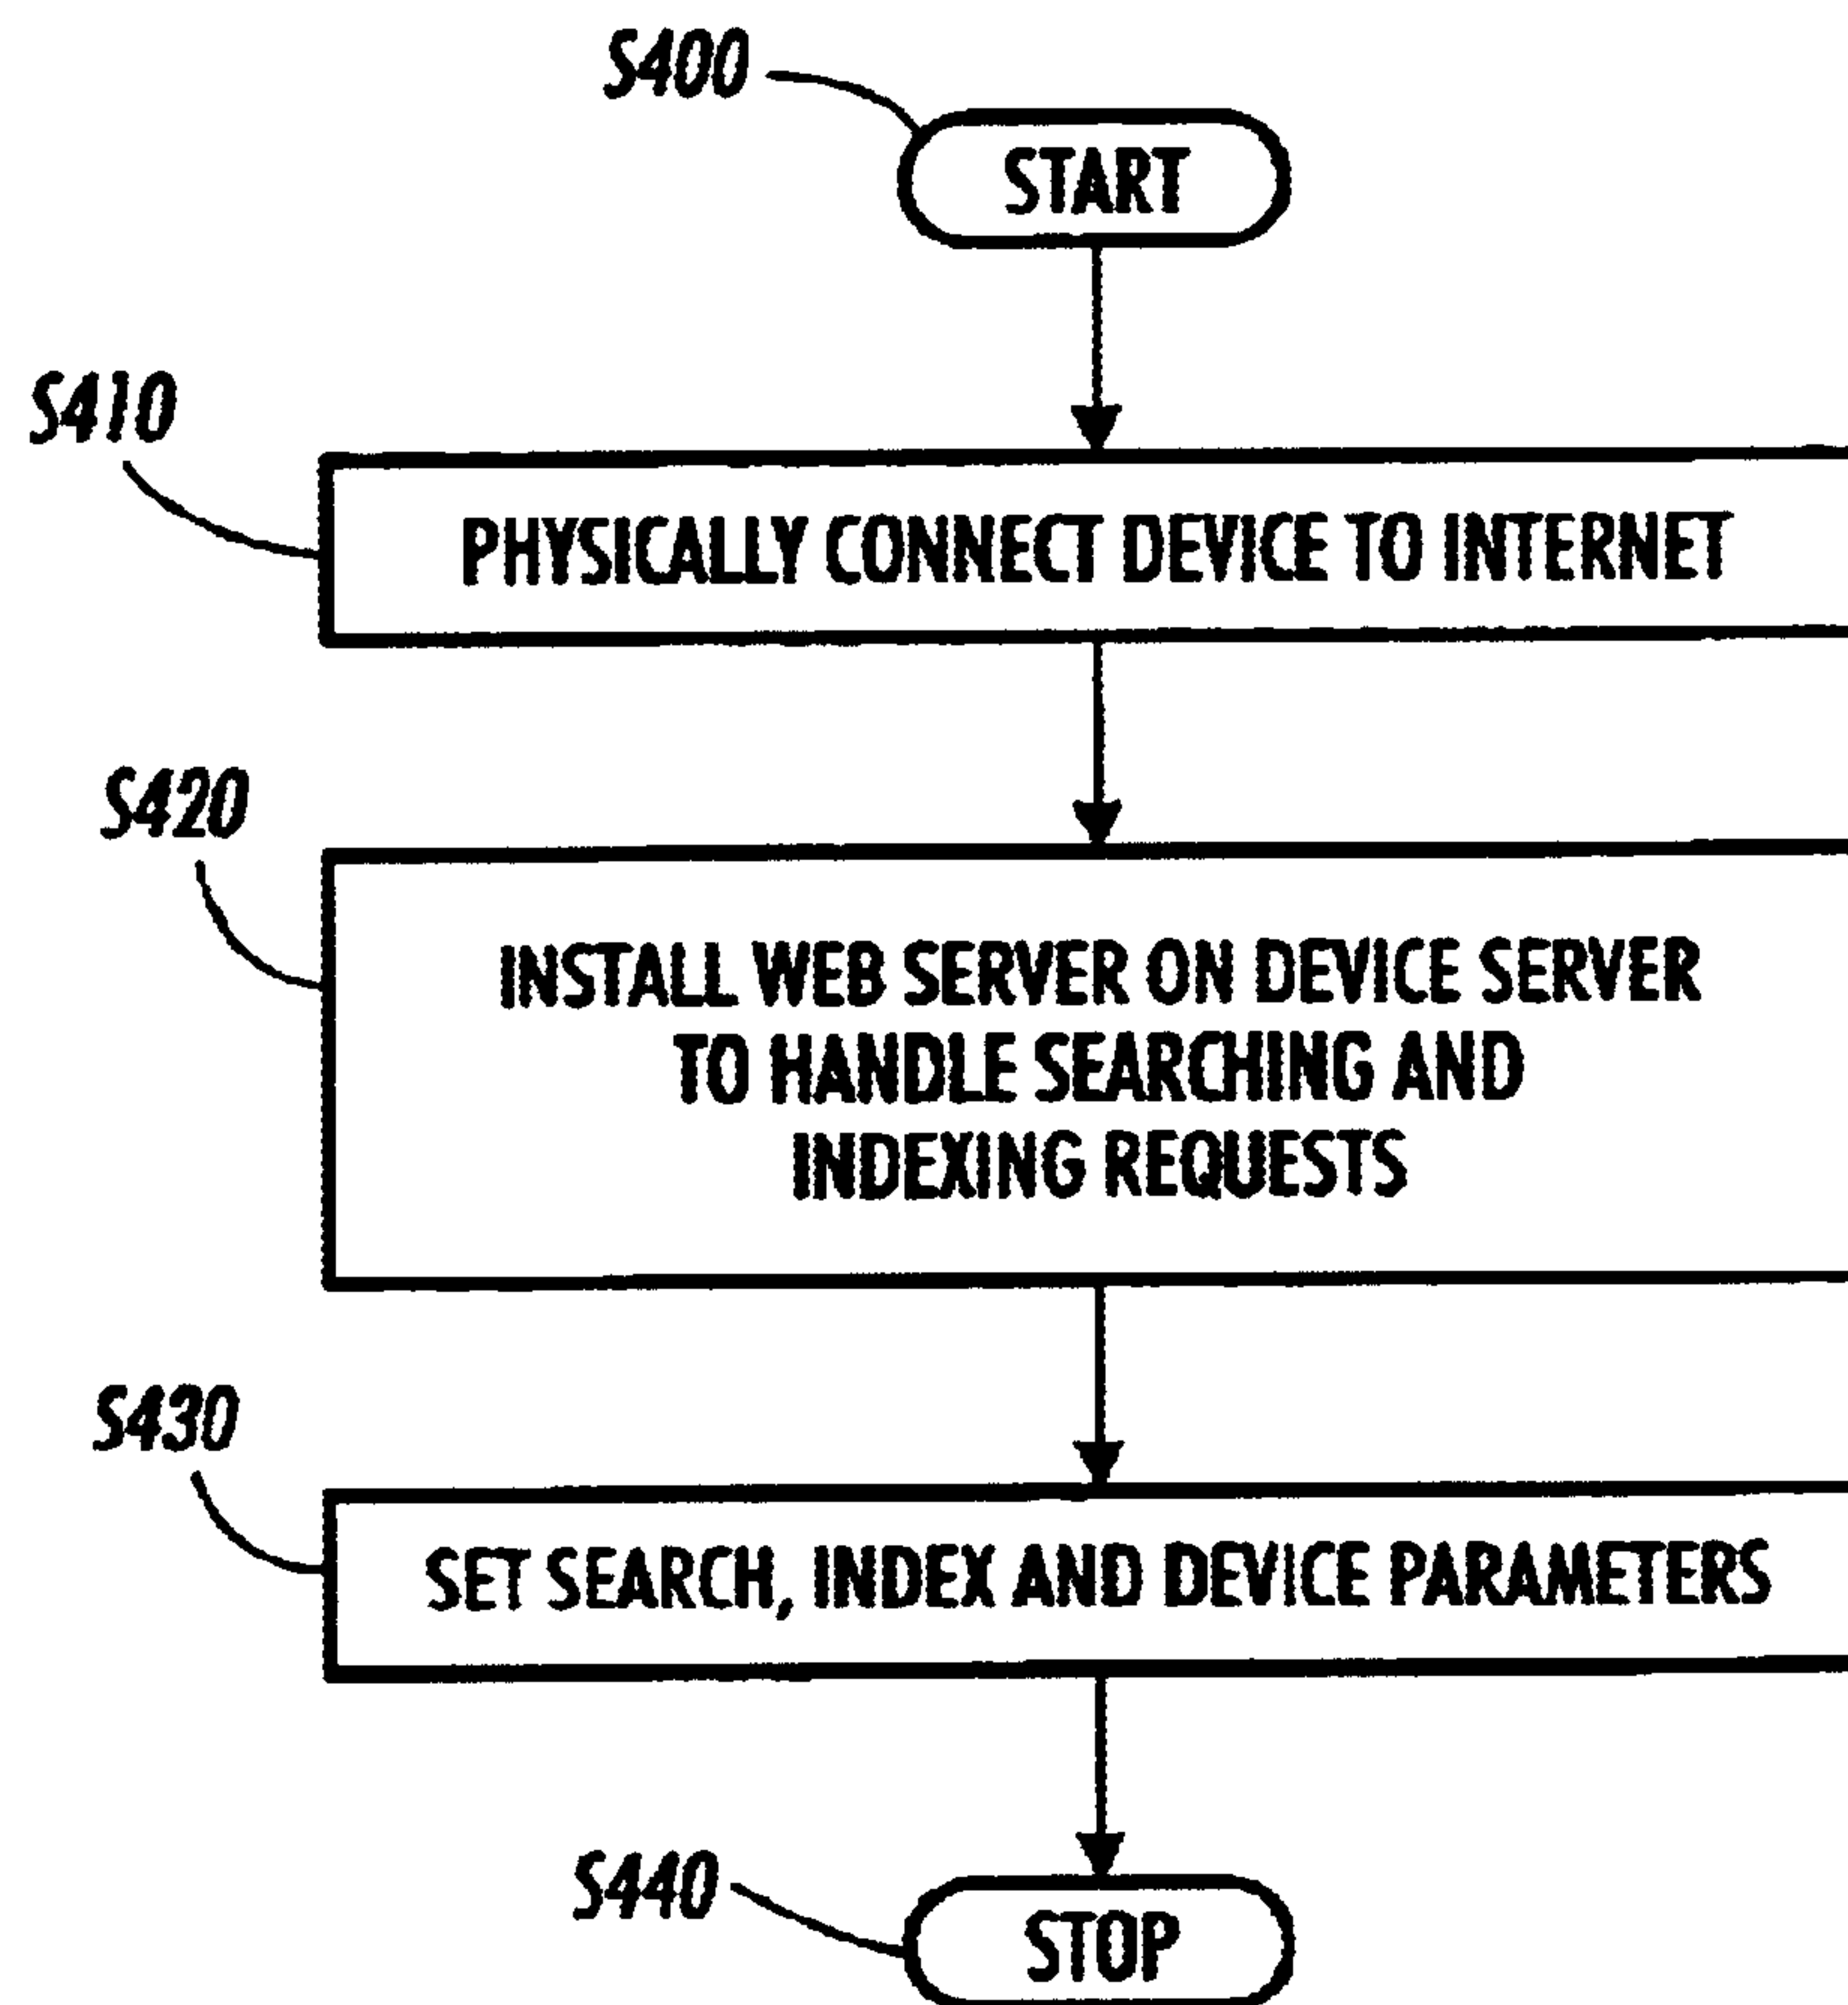 S400
START
S410
PHYSICALLY CONNECT DEVICE TO INTERNET
S420
INSTALL WEB SERVER ON DEVICE SERVER
TO HANDLE SEARCHING AND
INDEXING REQUESTS
S430
SET SEARCH, INDEX AND DEVICE PARAMETERS
S440
STOP